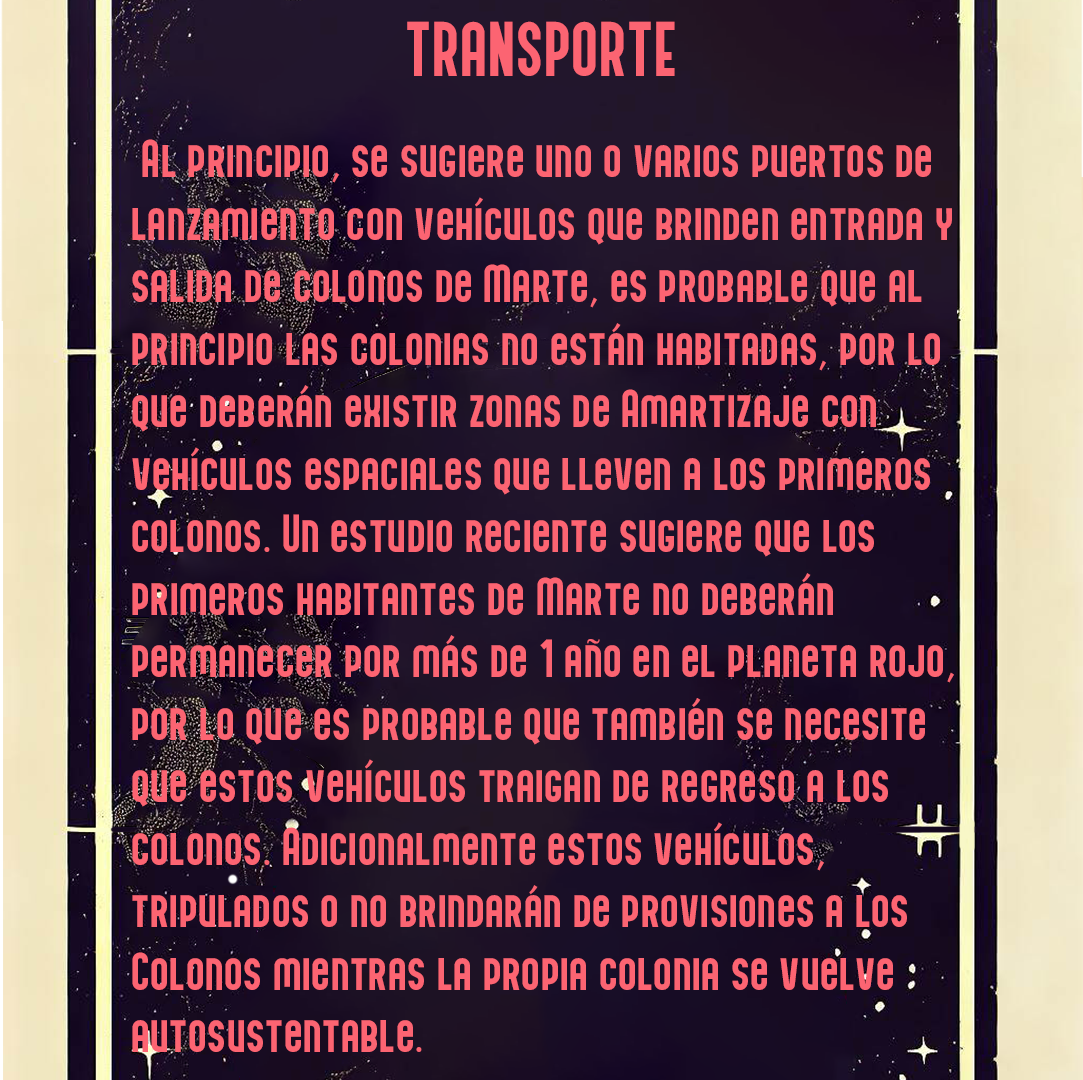 TRANSPORTE
Al principio, se sugiere uno o varios puertos de
lanzamiento con vehículos que brinden entrada y
salida de colonos de Marte, es probable que al
principio las colonias no están habitadas, por lo
que deberán existir zonas de Amartizaje con
vehículos espaciales que lleven a los primeros
colonos. Un estudio reciente sugiere que los
primeros habitantes de Marte no deberán
permanecer por más de 1 año en el planeta rojo,
por lo que es probable que también se necesite
que estos vehículos traigan de regreso a los
colonos. Adicionalmente estos vehículos,
tripulados o no brindarán de provisiones a los
Colonos mientras la propia colonia se vuelve
autosustentable.